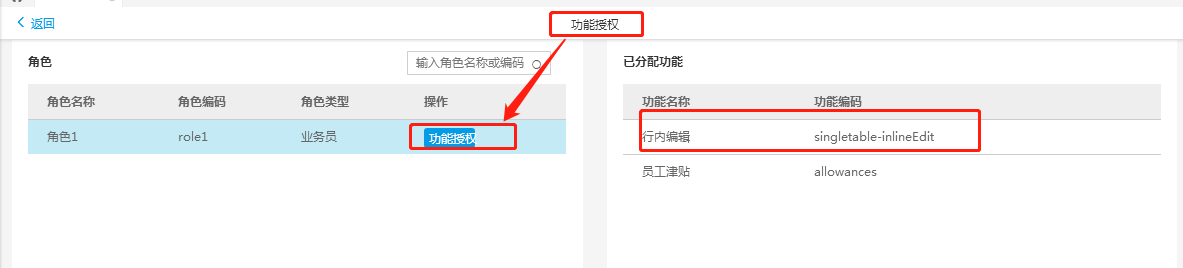 返回
功能授权
角色
输入角色名称或编码
角色名称 角色编码 角色类型 操作
角色1 role1 业务员 功能授权
已分配功能
功能名称 功能编码
行内编辑 singletable-inlineEdit
员工津贴 allowances